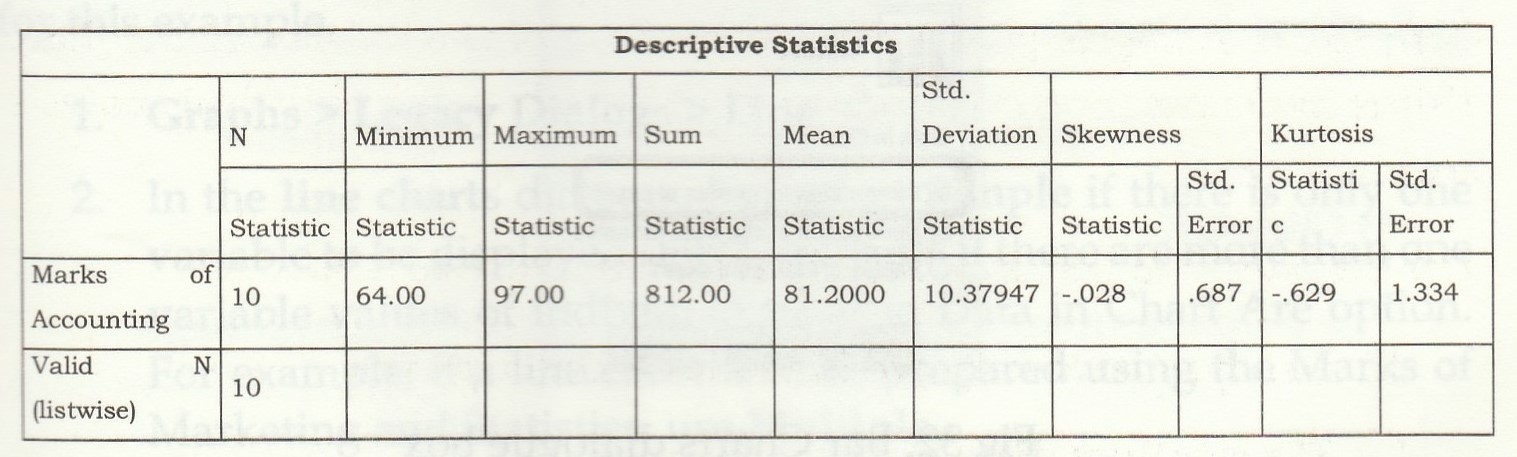 Descriptive Statistics
N Minimum Maximum Sum Mean Std. Deviation Skewness Kurtosis
Statistic Statistic Statistic Statistic Statistic Statistic Statistic Std. Error Statisti c Std. Error
Marks of Accounting 10 64.00 97.00 812.00 81.2000 10.37947 -.028 .687 -.629 1.334
Valid N (listwise) 10